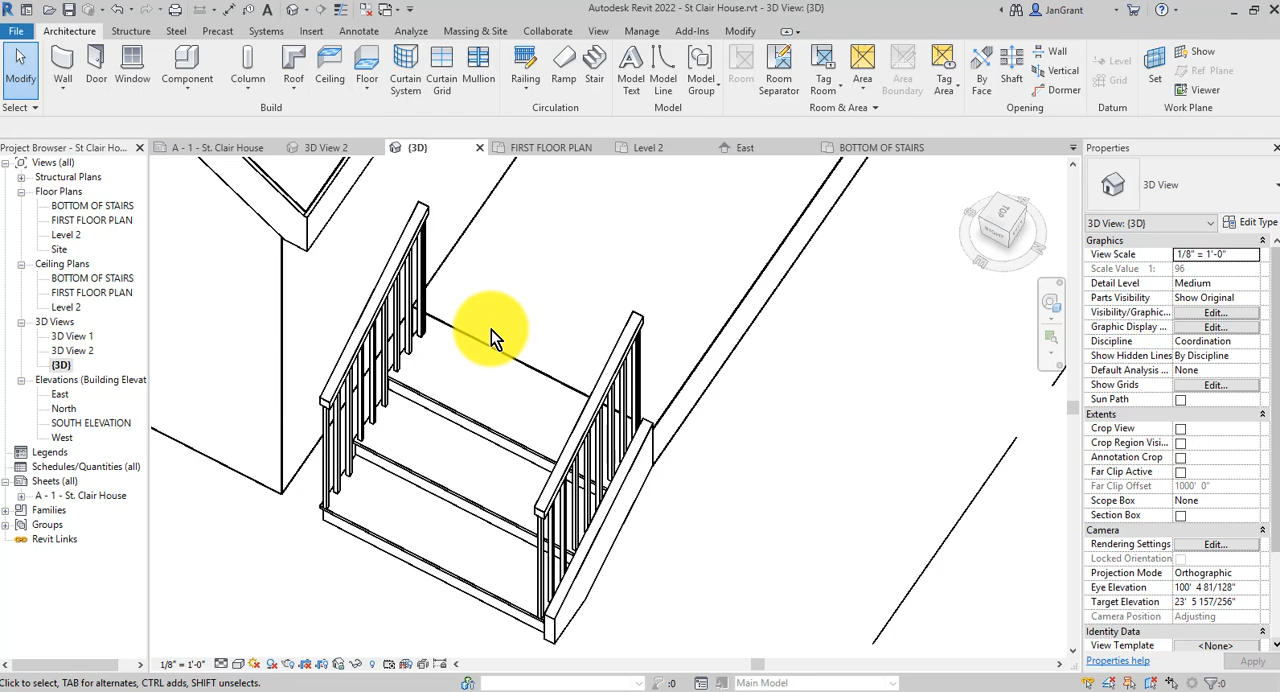 Autodesk Revit 2022 - St Clair House.rvt - 3D View: {3D}
JanGrant
File
Architecture
Structure
Steel
Precast
Systems
Insert
Annotate
Analyze
Massing & Site
Collaborate
View
Manage
Add-Ins
Modify
Modify
Wall
Door
Window
Component
Column
Roof
Ceiling
Floor
Curtain System
Curtain Grid
Mullion
Railing
Ramp
Stair
Model Text
Model Line
Model Group
Room
Room Separator
Tag Room
Area
Area Boundary
Tag Area
By Face
Shaft
Wall
Vertical
Dormer
Level
Grid
Set
Show
Ref Plane
Viewer
Select
Build
Circulation
Model
Room & Area
Opening
Datum
Work Plane
Project Browser - St Clair Ho...
A - 1 - St. Clair House
3D View 2
{3D}
FIRST FLOOR PLAN
Level 2
East
BOTTOM OF STAIRS
Properties
Views (all)
Structural Plans
Floor Plans
BOTTOM OF STAIRS
FIRST FLOOR PLAN
Level 2
Site
Ceiling Plans
BOTTOM OF STAIRS
FIRST FLOOR PLAN
Level 2
3D Views
3D View 1
3D View 2
{3D}
Elevations (Building Elevat
East
North
SOUTH ELEVATION
West
Legends
Schedules/Quantities (all)
Sheets (all)
A - 1 - St. Clair House
Families
Groups
Revit Links
TOP
3D View
3D View: {3D}
Edit Type
Graphics
View Scale 1/8" = 1'-0"
Scale Value 1: 96
Detail Level Medium
Parts Visibility Show Original
Visibility/Graphic... Edit...
Graphic Display ... Edit...
Discipline Coordination
Show Hidden Lines By Discipline
Default Analysis ... None
Show Grids Edit...
Sun Path
Extents
Crop View
Crop Region Visi...
Annotation Crop
Far Clip Active
Far Clip Offset 1000' 0"
Scope Box None
Section Box
Camera
Rendering Settings Edit...
Locked Orientation
Projection Mode Orthographic
Eye Elevation 100' 4 81/128"
Target Elevation 23' 5 157/256"
Camera Position Adjusting
Identity Data
View Template <None>
Properties help
Apply
1/8" = 1'-0"
Click to select, TAB for alternates, CTRL adds, SHIFT unselects.
:0
Main Model
:0